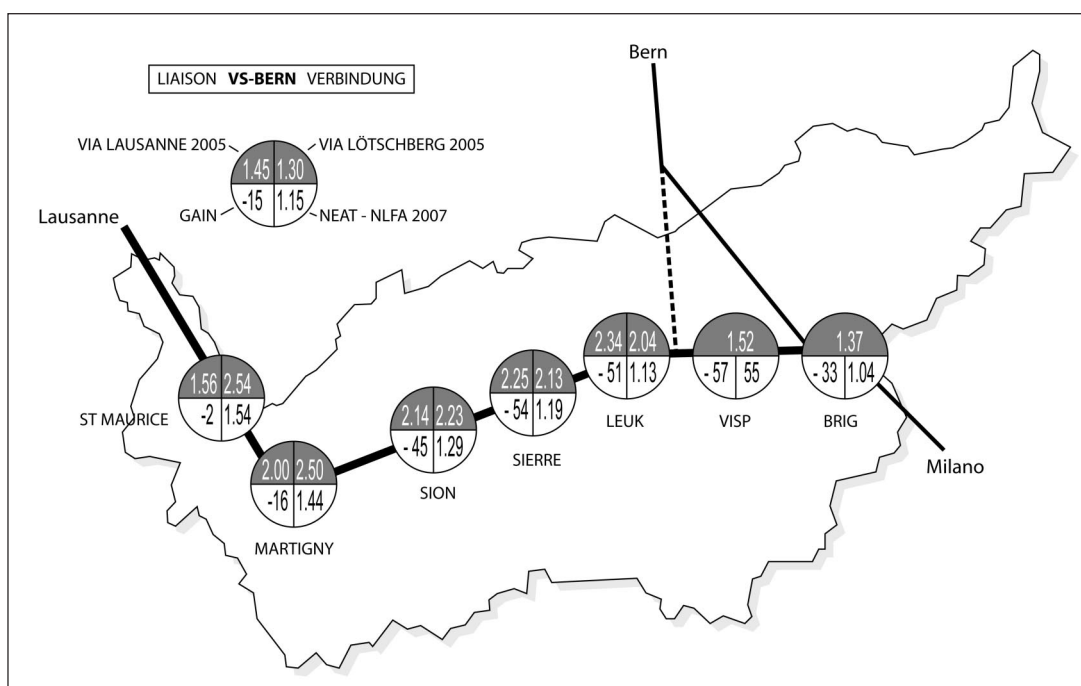 Bern
LIAISON VS-BERN VERBINDUNG
VIA LAUSANNE 2005
VIA LÖTSCHBERG 2005
1.45 1.30
-15 1.15
GAIN
NEAT - NLFA 2007
Lausanne
1.56 2.54
-2 1.54
ST MAURICE
2.00 2.50
-16 1.44
MARTIGNY
2.14 2.23
- 45 1.29
SION
2.25 2.13
- 54 1.19
SIERRE
2.34 2.04
- 51 1.13
LEUK
1.52
- 57 55
VISP
1.37
- 33 1.04
BRIG
Milano